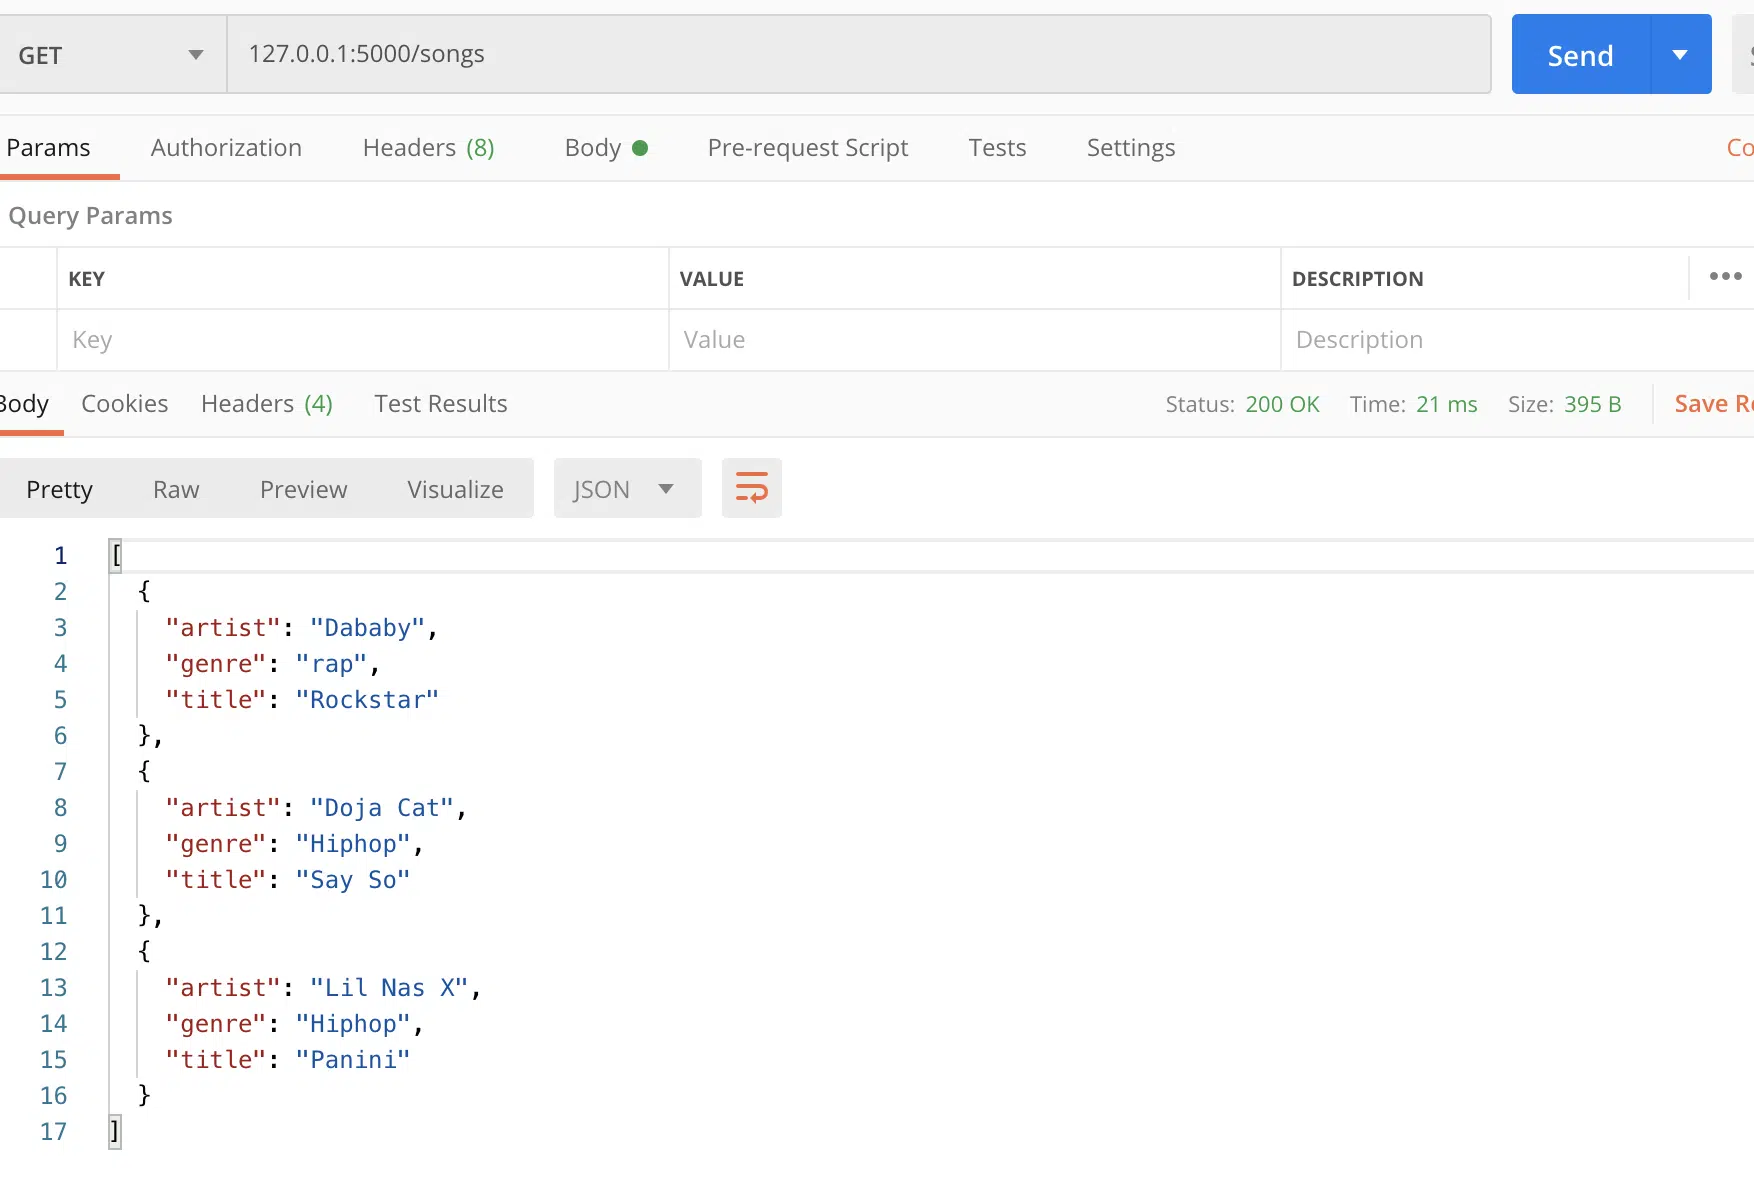 GET 127.0.0.1:5000/songs Send
Params Authorization Headers (8) Body Pre-request Script Tests Settings Co
Query Params
KEY VALUE DESCRIPTION •••
Key Value Description
Body Cookies Headers (4) Test Results Status: 200 OK Time: 21 ms Size: 395 B Save Re
Pretty Raw Preview Visualize JSON
1 [
2 {
3 "artist": "Dababy",
4 "genre": "rap",
5 "title": "Rockstar"
6 },
7 {
8 "artist": "Doja Cat",
9 "genre": "Hiphop",
10 "title": "Say So"
11 },
12 {
13 "artist": "Lil Nas X",
14 "genre": "Hiphop",
15 "title": "Panini"
16 }
17 ]